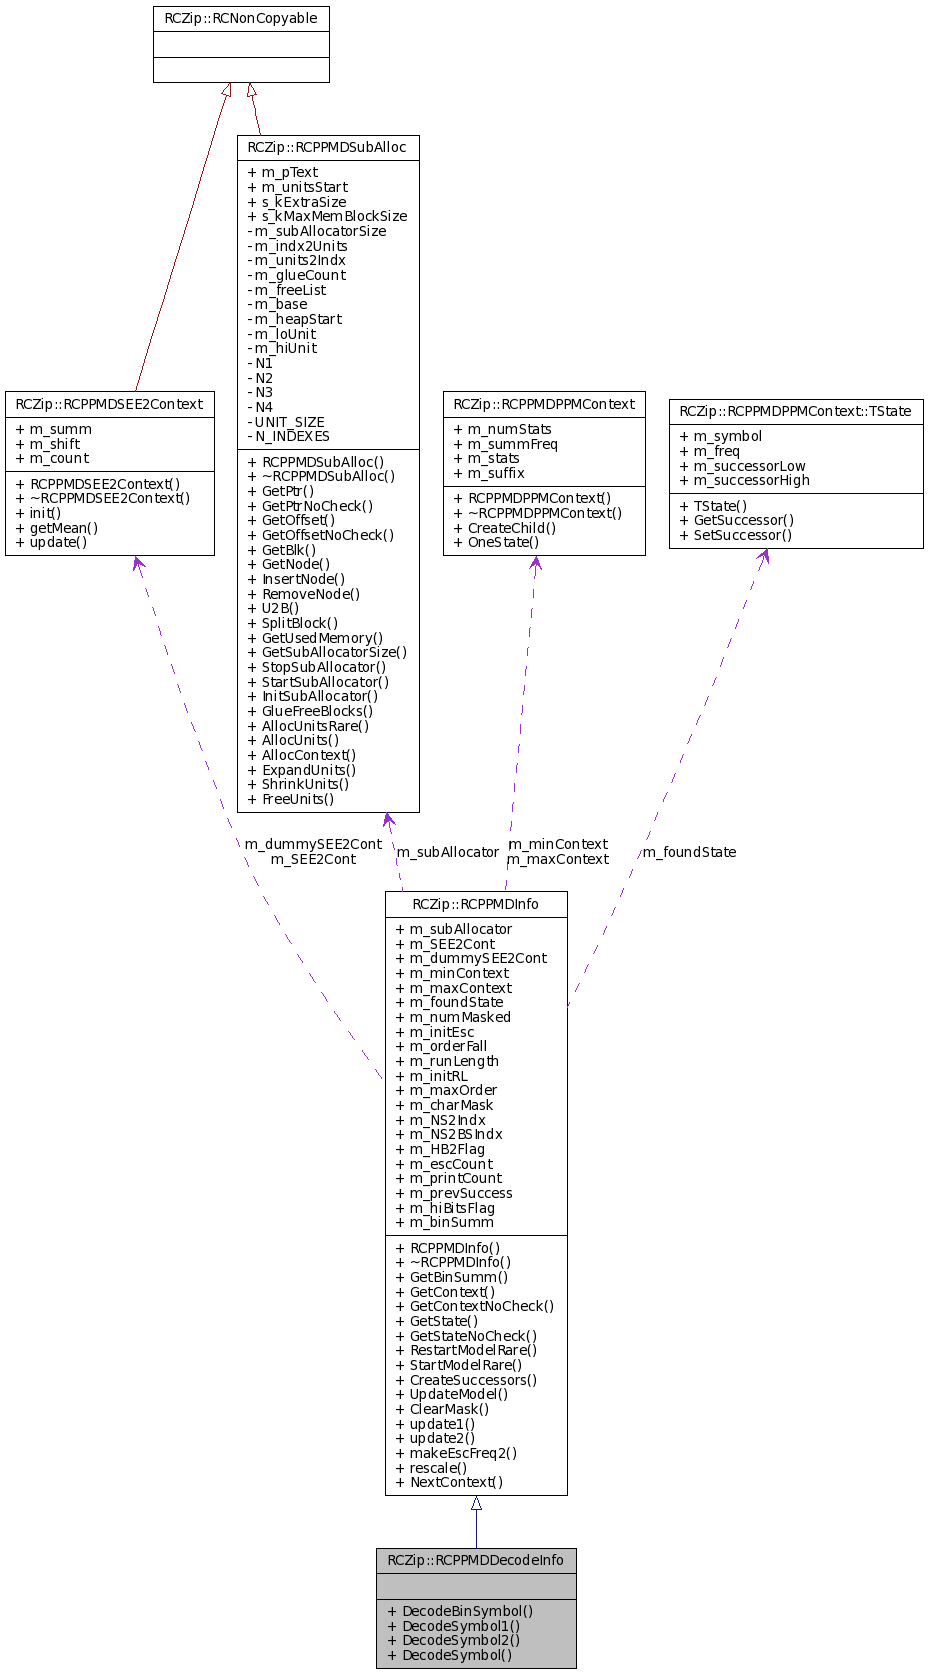 RCZip::RCNonCopyable
RCZip::RCPPMDSubAlloc
+ m_pText
+ m_unitsStart
+ s_kExtraSize
+ s_kMaxMemBlockSize
- m_subAllocatorSize
- m_indx2Units
- m_units2Indx
- m_glueCount
- m_freeList
- m_base
- m_heapStart
- m_loUnit
- m_hiUnit
- N1
- N2
- N3
- N4
- UNIT_SIZE
- N_INDEXES
+ RCPPMDSubAlloc()
+ ~RCPPMDSubAlloc()
+ GetPtr()
+ GetPtrNoCheck()
+ GetOffset()
+ GetOffsetNoCheck()
+ GetBlk()
+ GetNode()
+ InsertNode()
+ RemoveNode()
+ U2B()
+ SplitBlock()
+ GetUsedMemory()
+ GetSubAllocatorSize()
+ StopSubAllocator()
+ StartSubAllocator()
+ InitSubAllocator()
+ GlueFreeBlocks()
+ AllocUnitsRare()
+ AllocUnits()
+ AllocContext()
+ ExpandUnits()
+ ShrinkUnits()
+ FreeUnits()
RCZip::RCPPMDSEE2Context
+ m_summ
+ m_shift
+ m_count
+ RCPPMDSEE2Context()
+ ~RCPPMDSEE2Context()
+ init()
+ getMean()
+ update()
RCZip::RCPPMDPPMContext
+ m_numStats
+ m_summFreq
+ m_stats
+ m_suffix
+ RCPPMDPPMContext()
+ ~RCPPMDPPMContext()
+ CreateChild()
+ OneState()
RCZip::RCPPMDPPMContext::TState
+ m_symbol
+ m_freq
+ m_successorLow
+ m_successorHigh
+ TState()
+ GetSuccessor()
+ SetSuccessor()
m_dummySEE2Cont
m_SEE2Cont
m_subAllocator
m_minContext
m_maxContext
m_foundState
RCZip::RCPPMDInfo
+ m_subAllocator
+ m_SEE2Cont
+ m_dummySEE2Cont
+ m_minContext
+ m_maxContext
+ m_foundState
+ m_numMasked
+ m_initEsc
+ m_orderFall
+ m_runLength
+ m_initRL
+ m_maxOrder
+ m_charMask
+ m_NS2Indx
+ m_NS2BSIndx
+ m_HB2Flag
+ m_escCount
+ m_printCount
+ m_prevSuccess
+ m_hiBitsFlag
+ m_binSumm
+ RCPPMDInfo()
+ ~RCPPMDInfo()
+ GetBinSumm()
+ GetContext()
+ GetContextNoCheck()
+ GetState()
+ GetStateNoCheck()
+ RestartModelRare()
+ StartModelRare()
+ CreateSuccessors()
+ UpdateModel()
+ ClearMask()
+ update1()
+ update2()
+ makeEscFreq2()
+ rescale()
+ NextContext()
RCZip::RCPPMDDecodeInfo
+ DecodeBinSymbol()
+ DecodeSymbol1()
+ DecodeSymbol2()
+ DecodeSymbol()